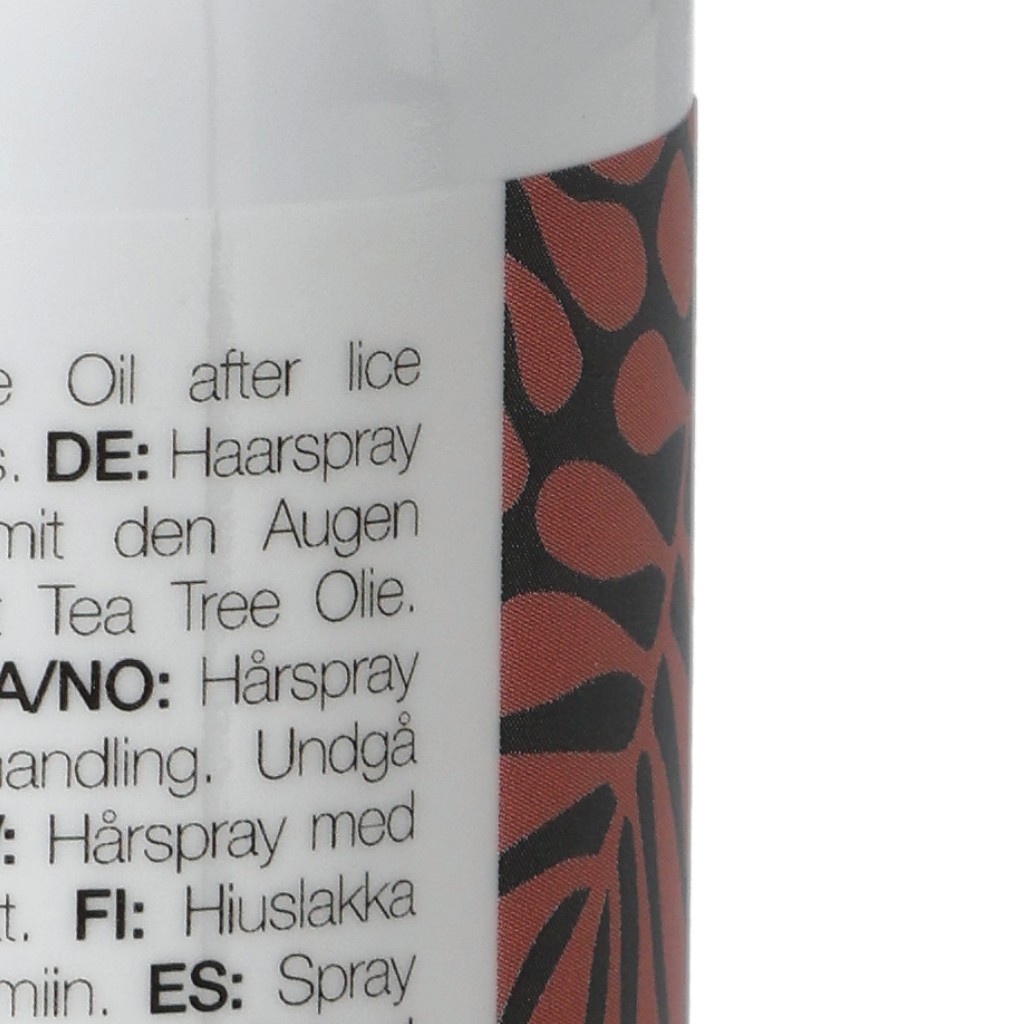 Oil after lice
DE: Haarspray
mit den Augen
Tea Tree Olie.
A/NO: Hårspray
handling. Undgå
Hårspray med
FI: Hiuslakka
ES: Spray